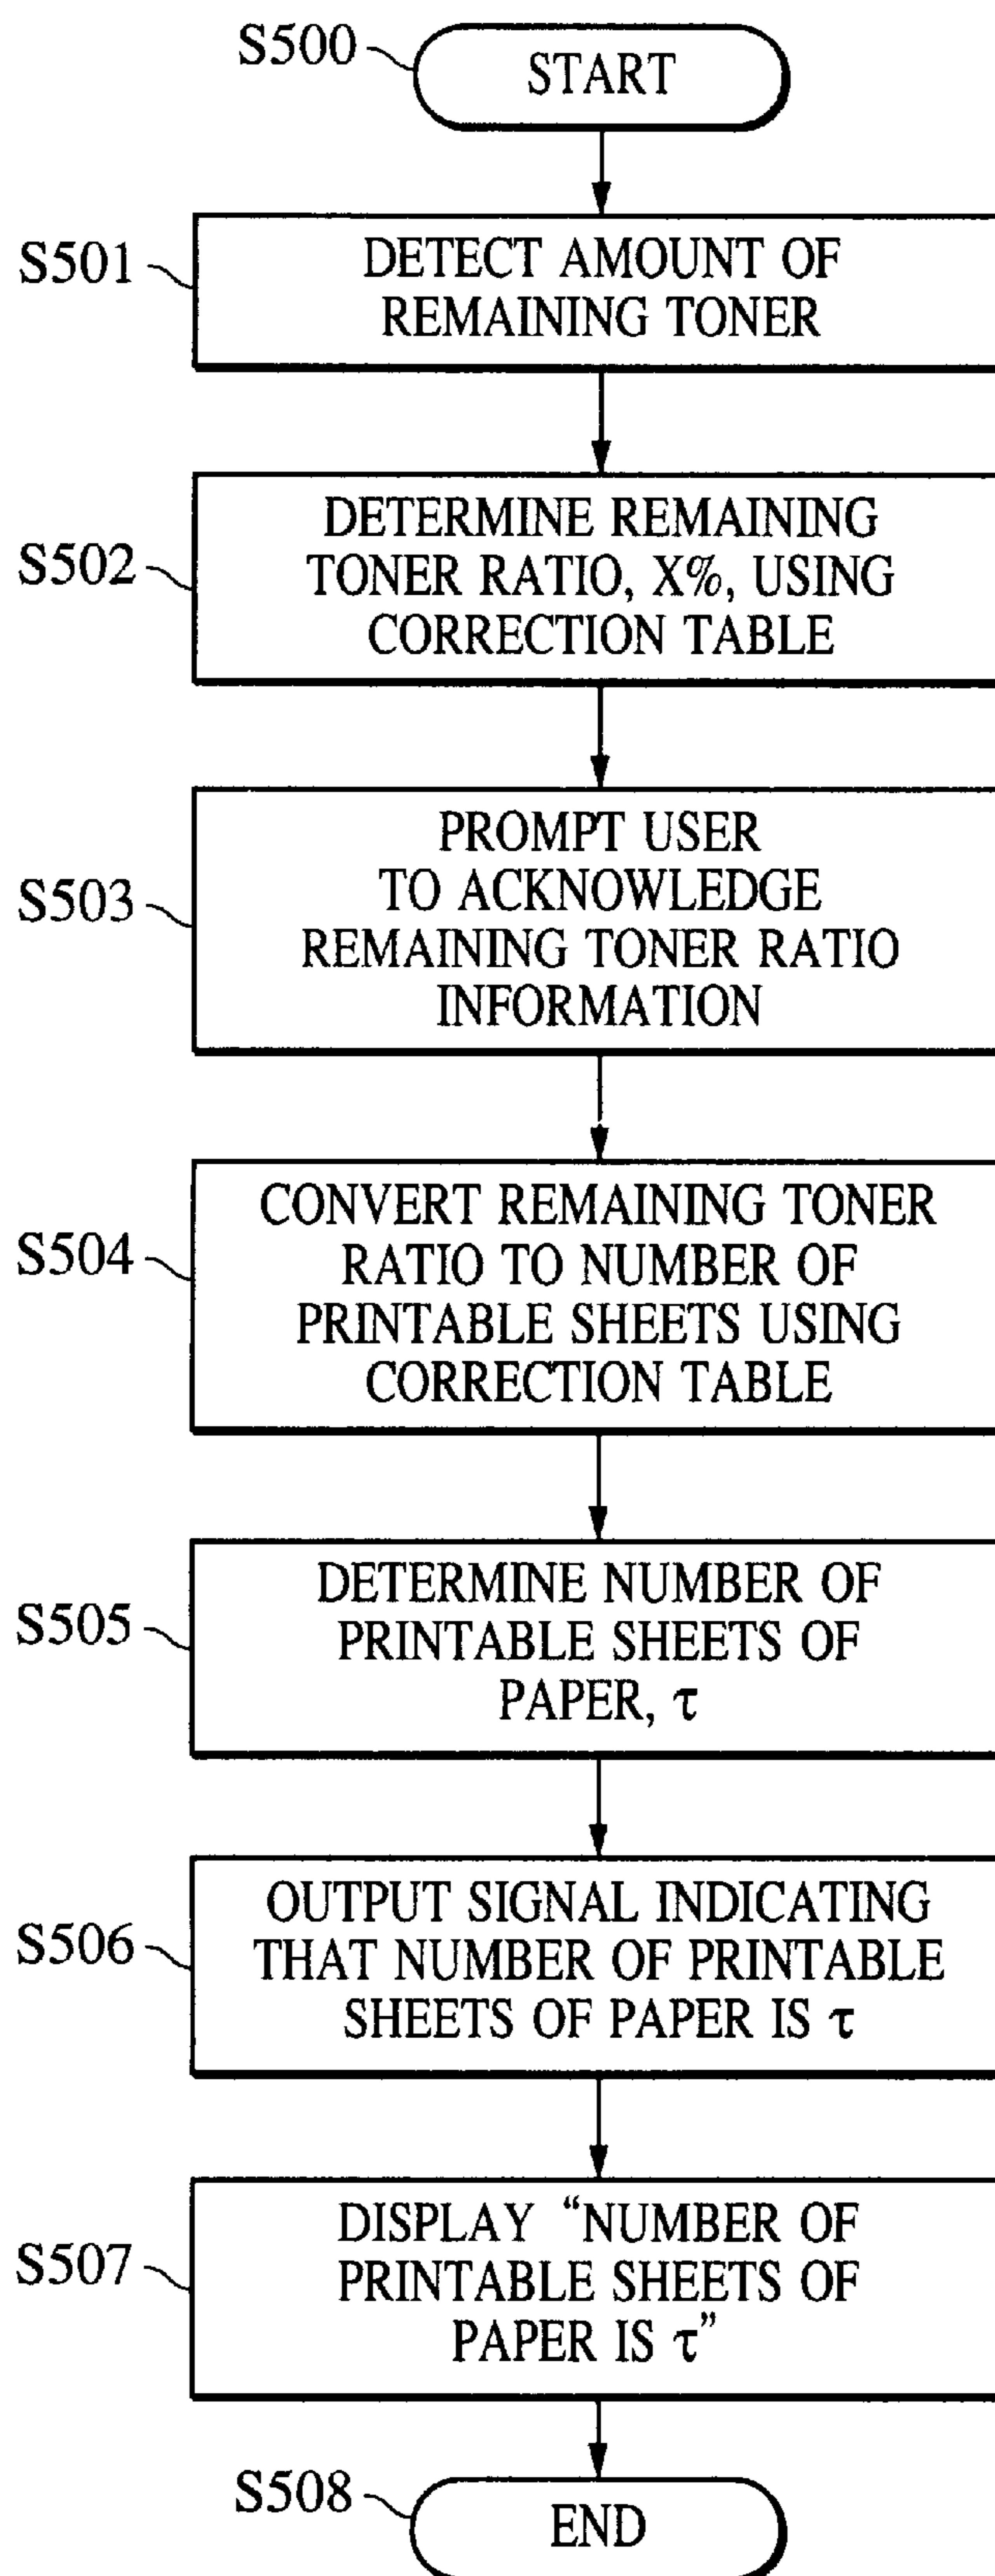 S500
START
S501
DETECT AMOUNT OF
REMAINING TONER
S502
DETERMINE REMAINING
TONER RATIO, X%, USING
CORRECTION TABLE
S503
PROMPT USER
TO ACKNOWLEDGE
REMAINING TONER RATIO
INFORMATION
S504
CONVERT REMAINING TONER
RATIO TO NUMBER OF
PRINTABLE SHEETS USING
CORRECTION TABLE
S505
DETERMINE NUMBER OF
PRINTABLE SHEETS OF
PAPER, τ
S506
OUTPUT SIGNAL INDICATING
THAT NUMBER OF PRINTABLE
SHEETS OF PAPER IS τ
S507
DISPLAY “NUMBER OF
PRINTABLE SHEETS OF
PAPER IS τ”
S508
END